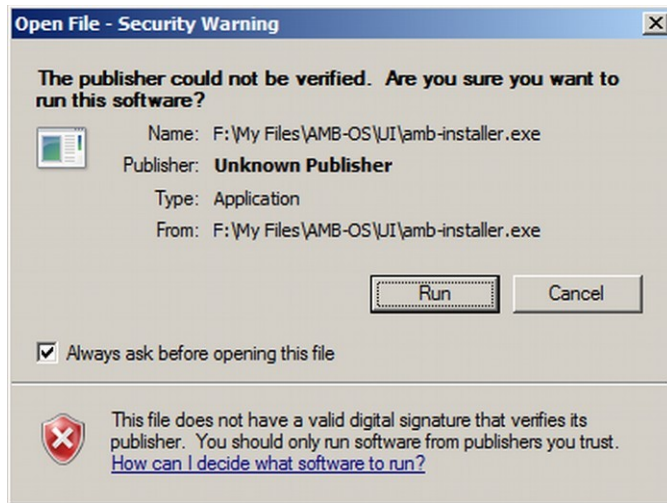 Open File - Security Warning
The publisher could not be verified. Are you sure you want to
run this software?
Name: F:\My Files\AMB-OS\UI\amb-installer.exe
Publisher: Unknown Publisher
Type: Application
From: F:\My Files\AMB-OS\UI\amb-installer.exe
Run Cancel
Always ask before opening this file
This file does not have a valid digital signature that verifies its
publisher. You should only run software from publishers you trust.
How can I decide what software to run?